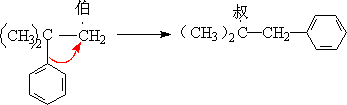 伯
(CH₃)₂C—CH₂
叔
(CH₃)₂C—CH₂—